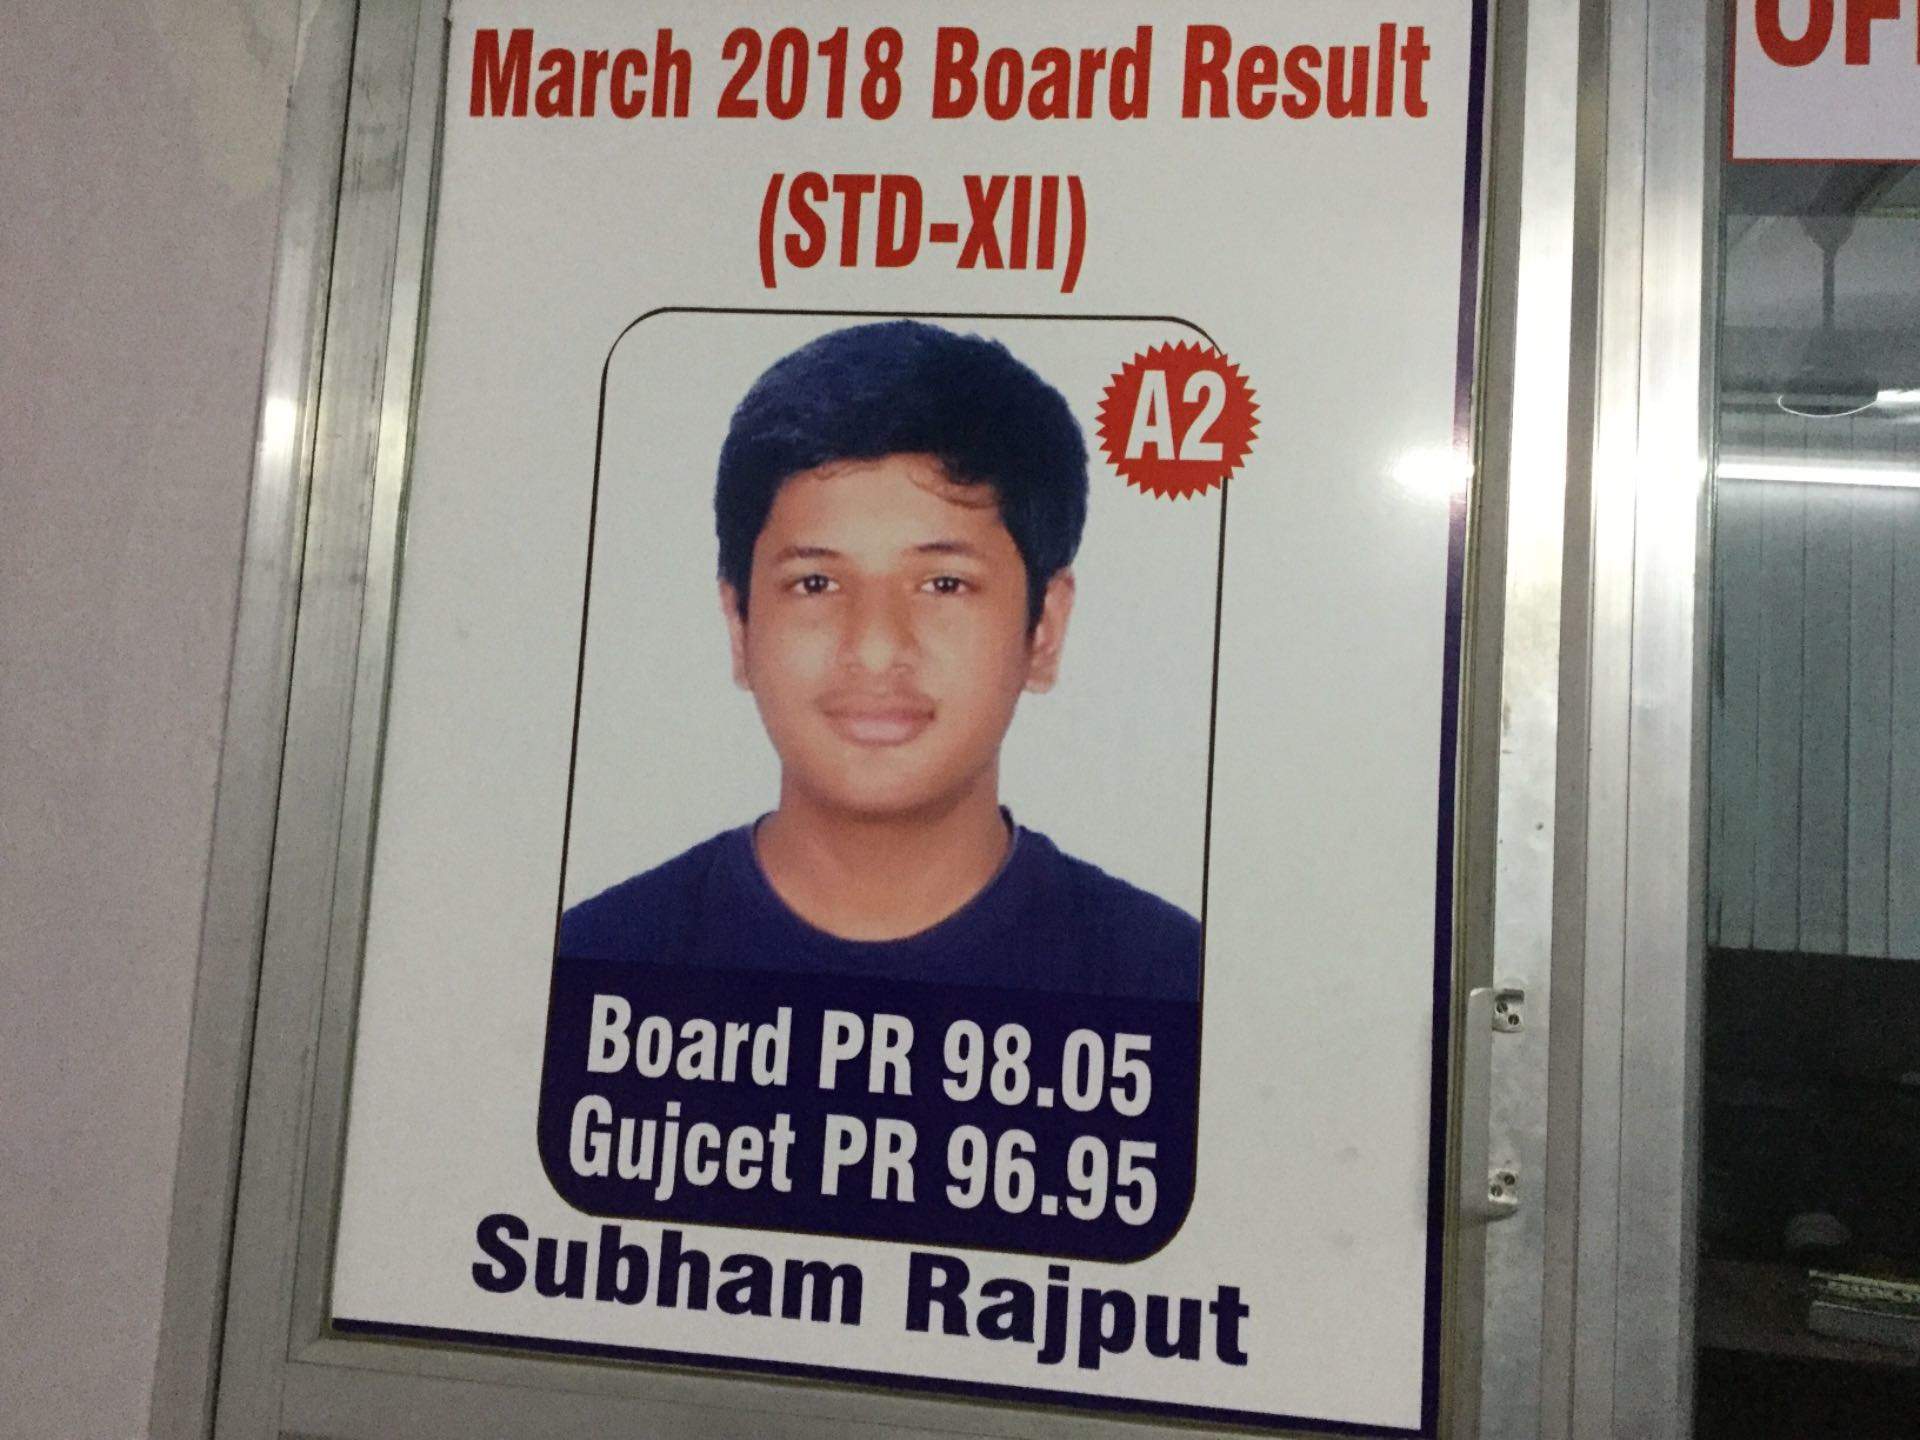 March 2018 Board Result
(STD-XII)
A2
Board PR 98.05
Gujcet PR 96.95
Subham Rajput